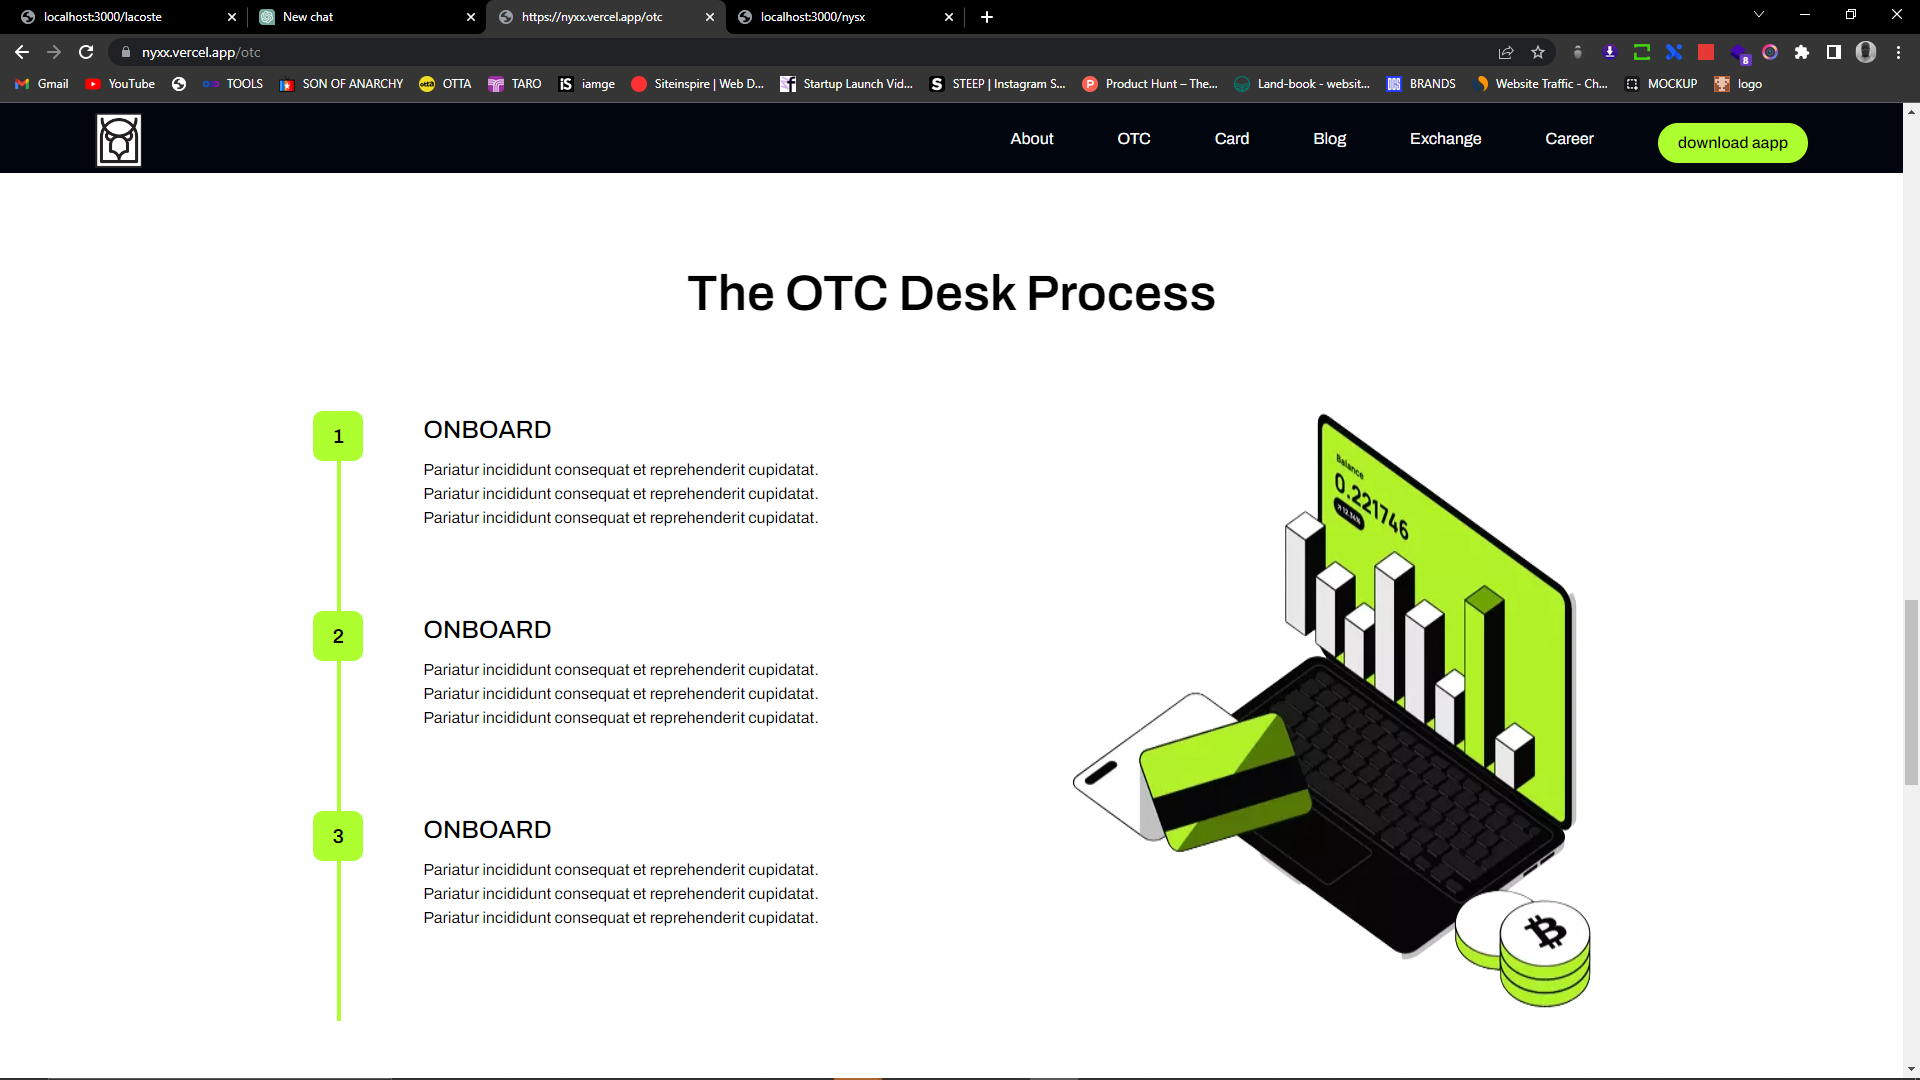 localhost:3000/lacoste
New chat
https://nyxx.vercel.app/otc
localhost:3000/nysx
nyxx.vercel.app/otc
8
Gmail
YouTube
TOOLS
SON OF ANARCHY
otta
OTTA
TARO
iS
iamge
Siteinspire | Web D...
Startup Launch Vid...
S
STEEP | Instagram S...
P
Product Hunt – The...
Land-book - websit...
BRANDS
Website Traffic - Ch...
MOCKUP
logo
About
OTC
Card
Blog
Exchange
Career
download aapp
The OTC Desk Process
1
ONBOARD
Pariatur incididunt consequat et reprehenderit cupidatat.
Pariatur incididunt consequat et reprehenderit cupidatat.
Pariatur incididunt consequat et reprehenderit cupidatat.
2
ONBOARD
Pariatur incididunt consequat et reprehenderit cupidatat.
Pariatur incididunt consequat et reprehenderit cupidatat.
Pariatur incididunt consequat et reprehenderit cupidatat.
3
ONBOARD
Pariatur incididunt consequat et reprehenderit cupidatat.
Pariatur incididunt consequat et reprehenderit cupidatat.
Pariatur incididunt consequat et reprehenderit cupidatat.
Balance
0.221746
12.34%